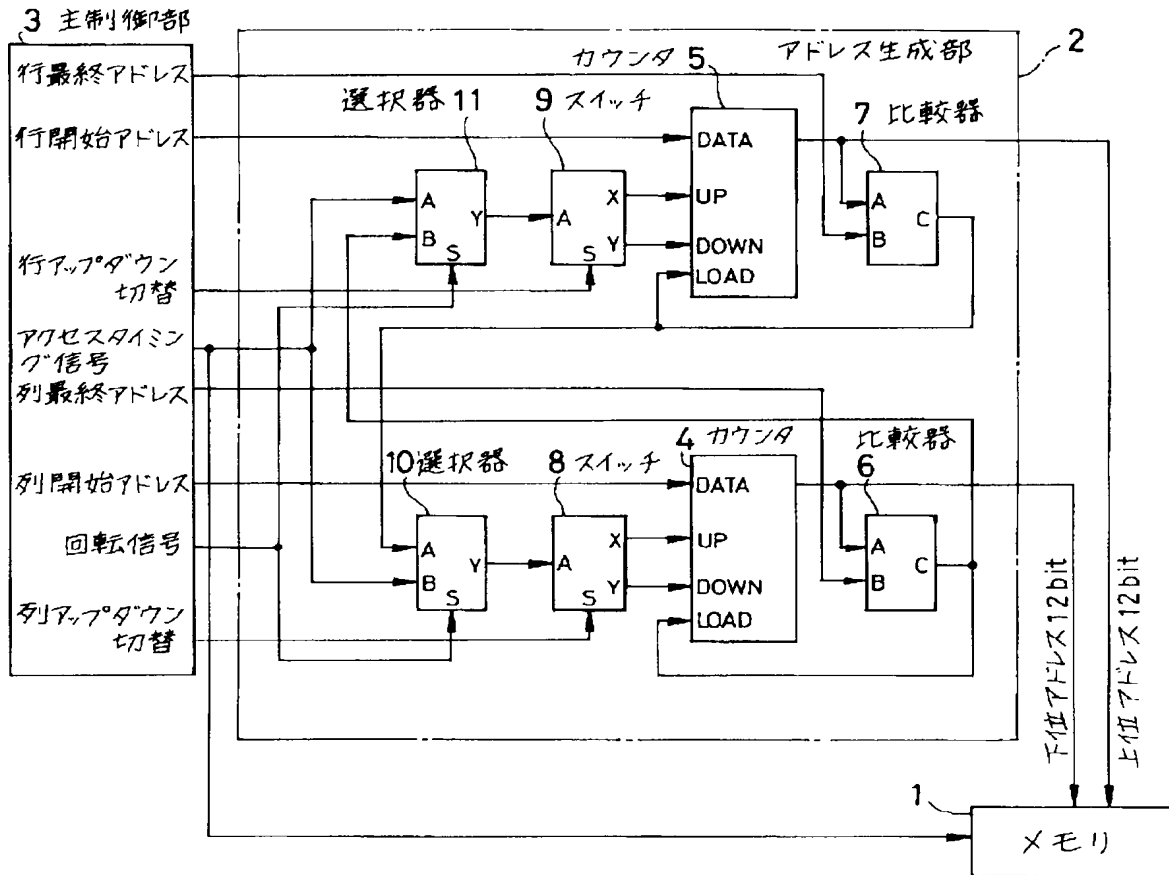 3 主制御部
行最終アドレス
行開始アドレス
行アップダウン
切替
アクセスタイミン
グ信号
列最終アドレス
列開始アドレス
回転信号
列アップダウン
切替
アドレス生成部
2
選択器 11
A
B
Y
S
9 スイッチ
A
X
Y
S
カウンタ 5
DATA
UP
DOWN
LOAD
7 比較器
A
B
C
10 選択器
A
B
Y
S
8 スイッチ
A
X
Y
S
4 カウンタ
DATA
UP
DOWN
LOAD
比較器
6
A
B
C
下位アドレス12bit
上位アドレス12bit
1
メモリ